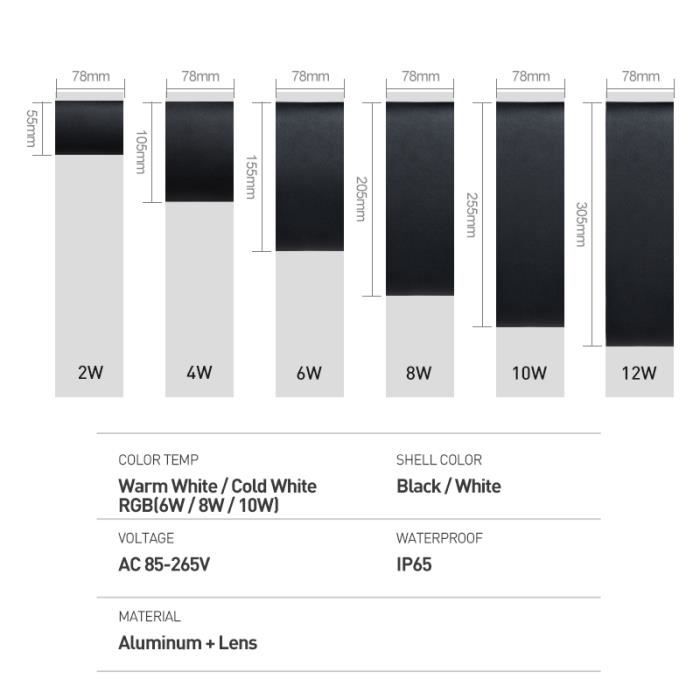 78mm 78mm 78mm 78mm 78mm 78mm
55mm
105mm
155mm
205mm
255mm
305mm
2W 4W 6W 8W 10W 12W
COLOR TEMP
Warm White / Cold White
RGB(6W / 8W / 10W)
SHELL COLOR
Black / White
VOLTAGE
AC 85-265V
WATERPROOF
IP65
MATERIAL
Aluminum + Lens